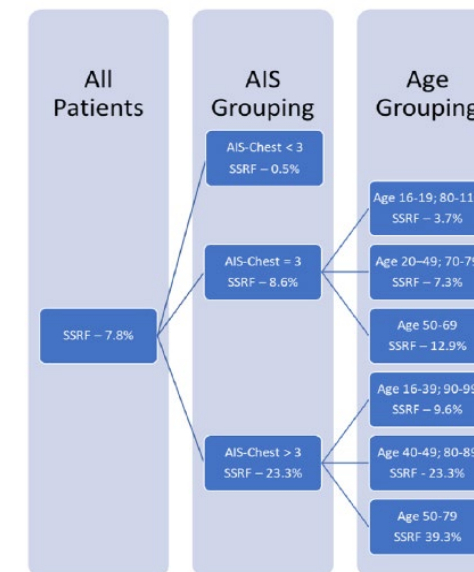 All
Patients
SSRF – 7.8%
AIS
Grouping
AIS-Chest < 3
SSRF – 0.5%
AIS-Chest = 3
SSRF – 8.6%
AIS-Chest > 3
SSRF – 23.3%
Age
Grouping
Age 16-19; 80-11
SSRF – 3.7%
Age 20–49; 70-79
SSRF – 7.3%
Age 50-69
SSRF – 12.9%
Age 16-39; 90-99
SSRF – 9.6%
Age 40-49; 80-89
SSRF - 23.3%
Age 50-79
SSRF 39.3%